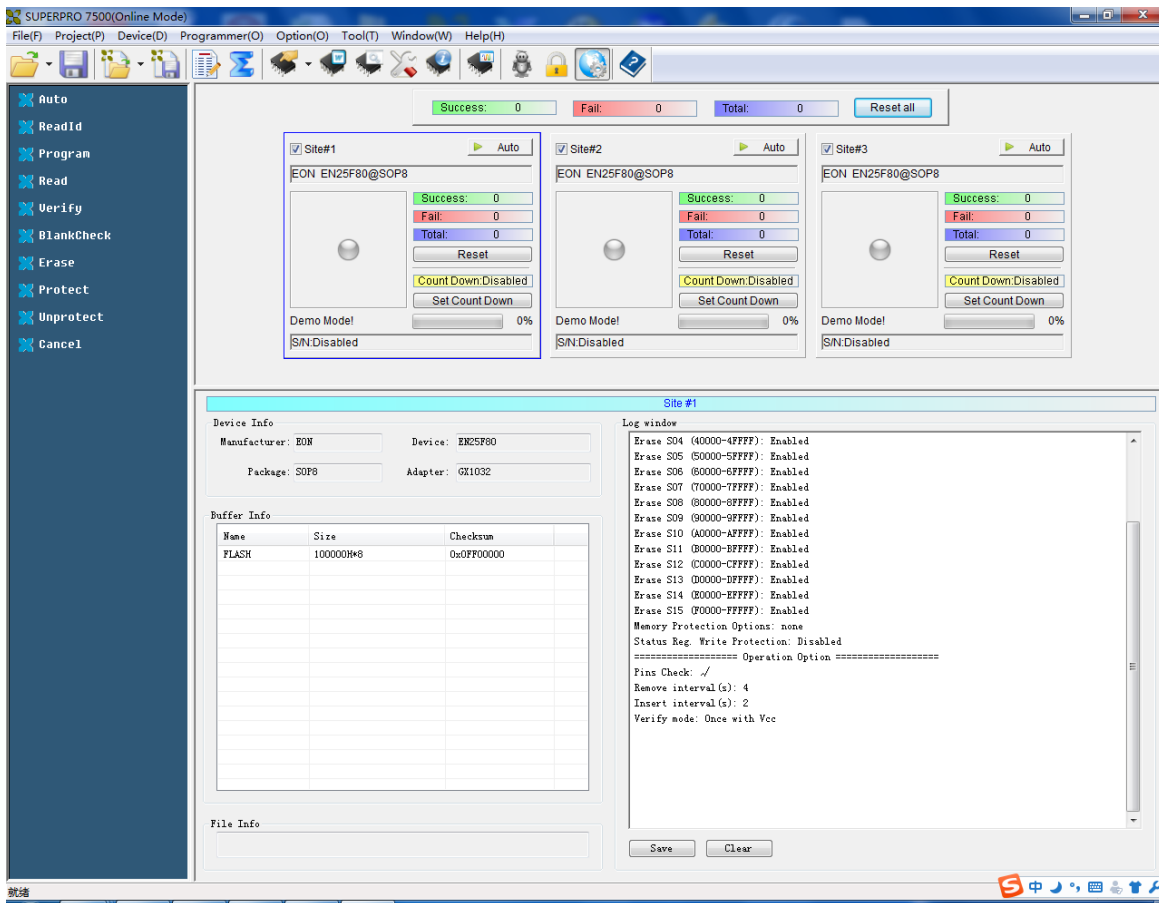 SUPERPRO 7500(Online Mode)
File(F) Project(P) Device(D) Programmer(O) Option(O) Tool(T) Window(W) Help(H)
Auto
ReadId
Program
Read
Verify
BlankCheck
Erase
Protect
Unprotect
Cancel
Success: 0 Fail: 0 Total: 0 Reset all
Site#1 Auto
EON EN25F80@SOP8
Success: 0
Fail: 0
Total: 0
Reset
Count Down:Disabled
Set Count Down
Demo Mode! 0%
S/N:Disabled
Site#2 Auto
EON EN25F80@SOP8
Success: 0
Fail: 0
Total: 0
Reset
Count Down:Disabled
Set Count Down
Demo Mode! 0%
S/N:Disabled
Site#3 Auto
EON EN25F80@SOP8
Success: 0
Fail: 0
Total: 0
Reset
Count Down:Disabled
Set Count Down
Demo Mode! 0%
S/N:Disabled
Site #1
Device Info
Manufacturer: EON Device: EN25F80
Package: SOP8 Adapter: GX1032
Buffer Info
Name Size Checksum
FLASH 100000H*8 0x0FF00000
File Info
Log window
Erase S04 (40000-4FFFF): Enabled
Erase S05 (50000-5FFFF): Enabled
Erase S06 (60000-6FFFF): Enabled
Erase S07 (70000-7FFFF): Enabled
Erase S08 (80000-8FFFF): Enabled
Erase S09 (90000-9FFFF): Enabled
Erase S10 (A0000-AFFFF): Enabled
Erase S11 (B0000-BFFFF): Enabled
Erase S12 (C0000-CFFFF): Enabled
Erase S13 (D0000-DFFFF): Enabled
Erase S14 (E0000-EFFFF): Enabled
Erase S15 (F0000-FFFFF): Enabled
Memory Protection Options: none
Status Reg. Write Protection: Disabled
=================== Operation Option ===================
Pins Check: √
Remove interval(s): 4
Insert interval(s): 2
Verify mode: Once with Vcc
Save Clear
就绪
S 中